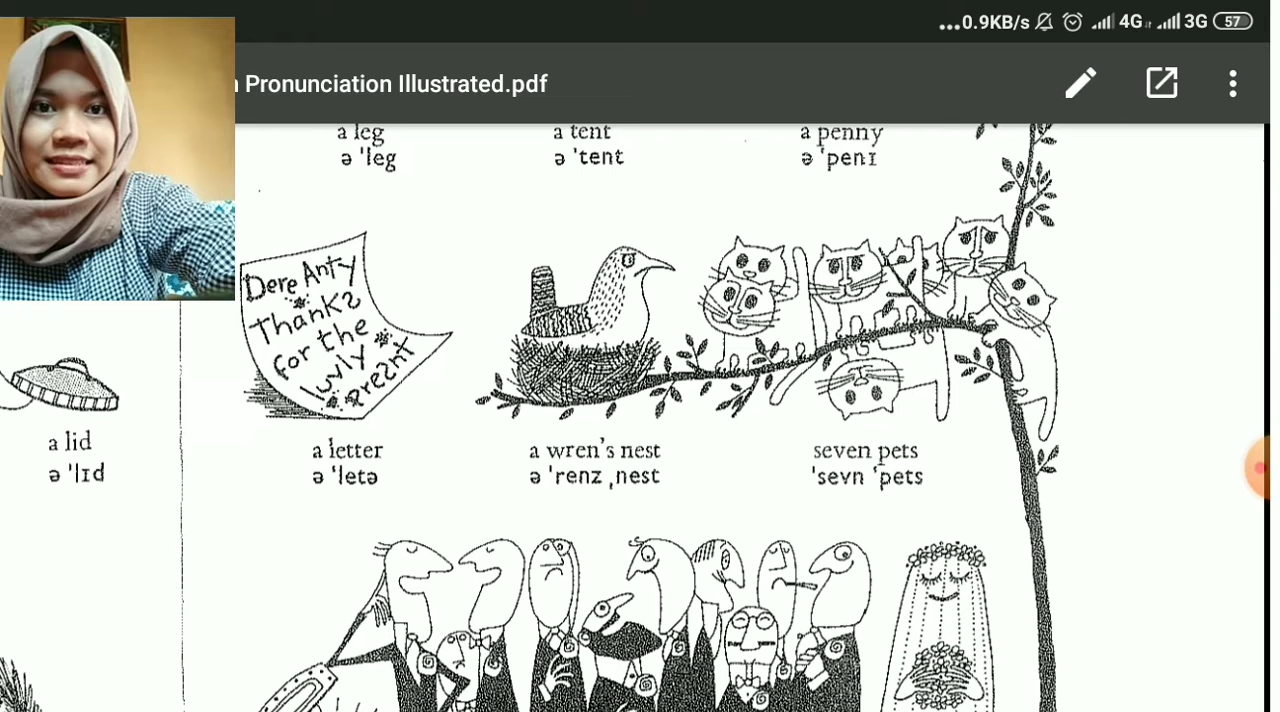 ...0.9KB/s 4G 3G 57
Pronunciation Illustrated.pdf
a leg
ə 'leg
a tent
ə 'tent
a penny
ə 'penɪ
Dere Anty
Thanks
for the
luvly
present
a lid
ə 'lɪd
a letter
ə 'letə
a wren's nest
ə 'renz ˌnest
seven pets
'sevn 'pets